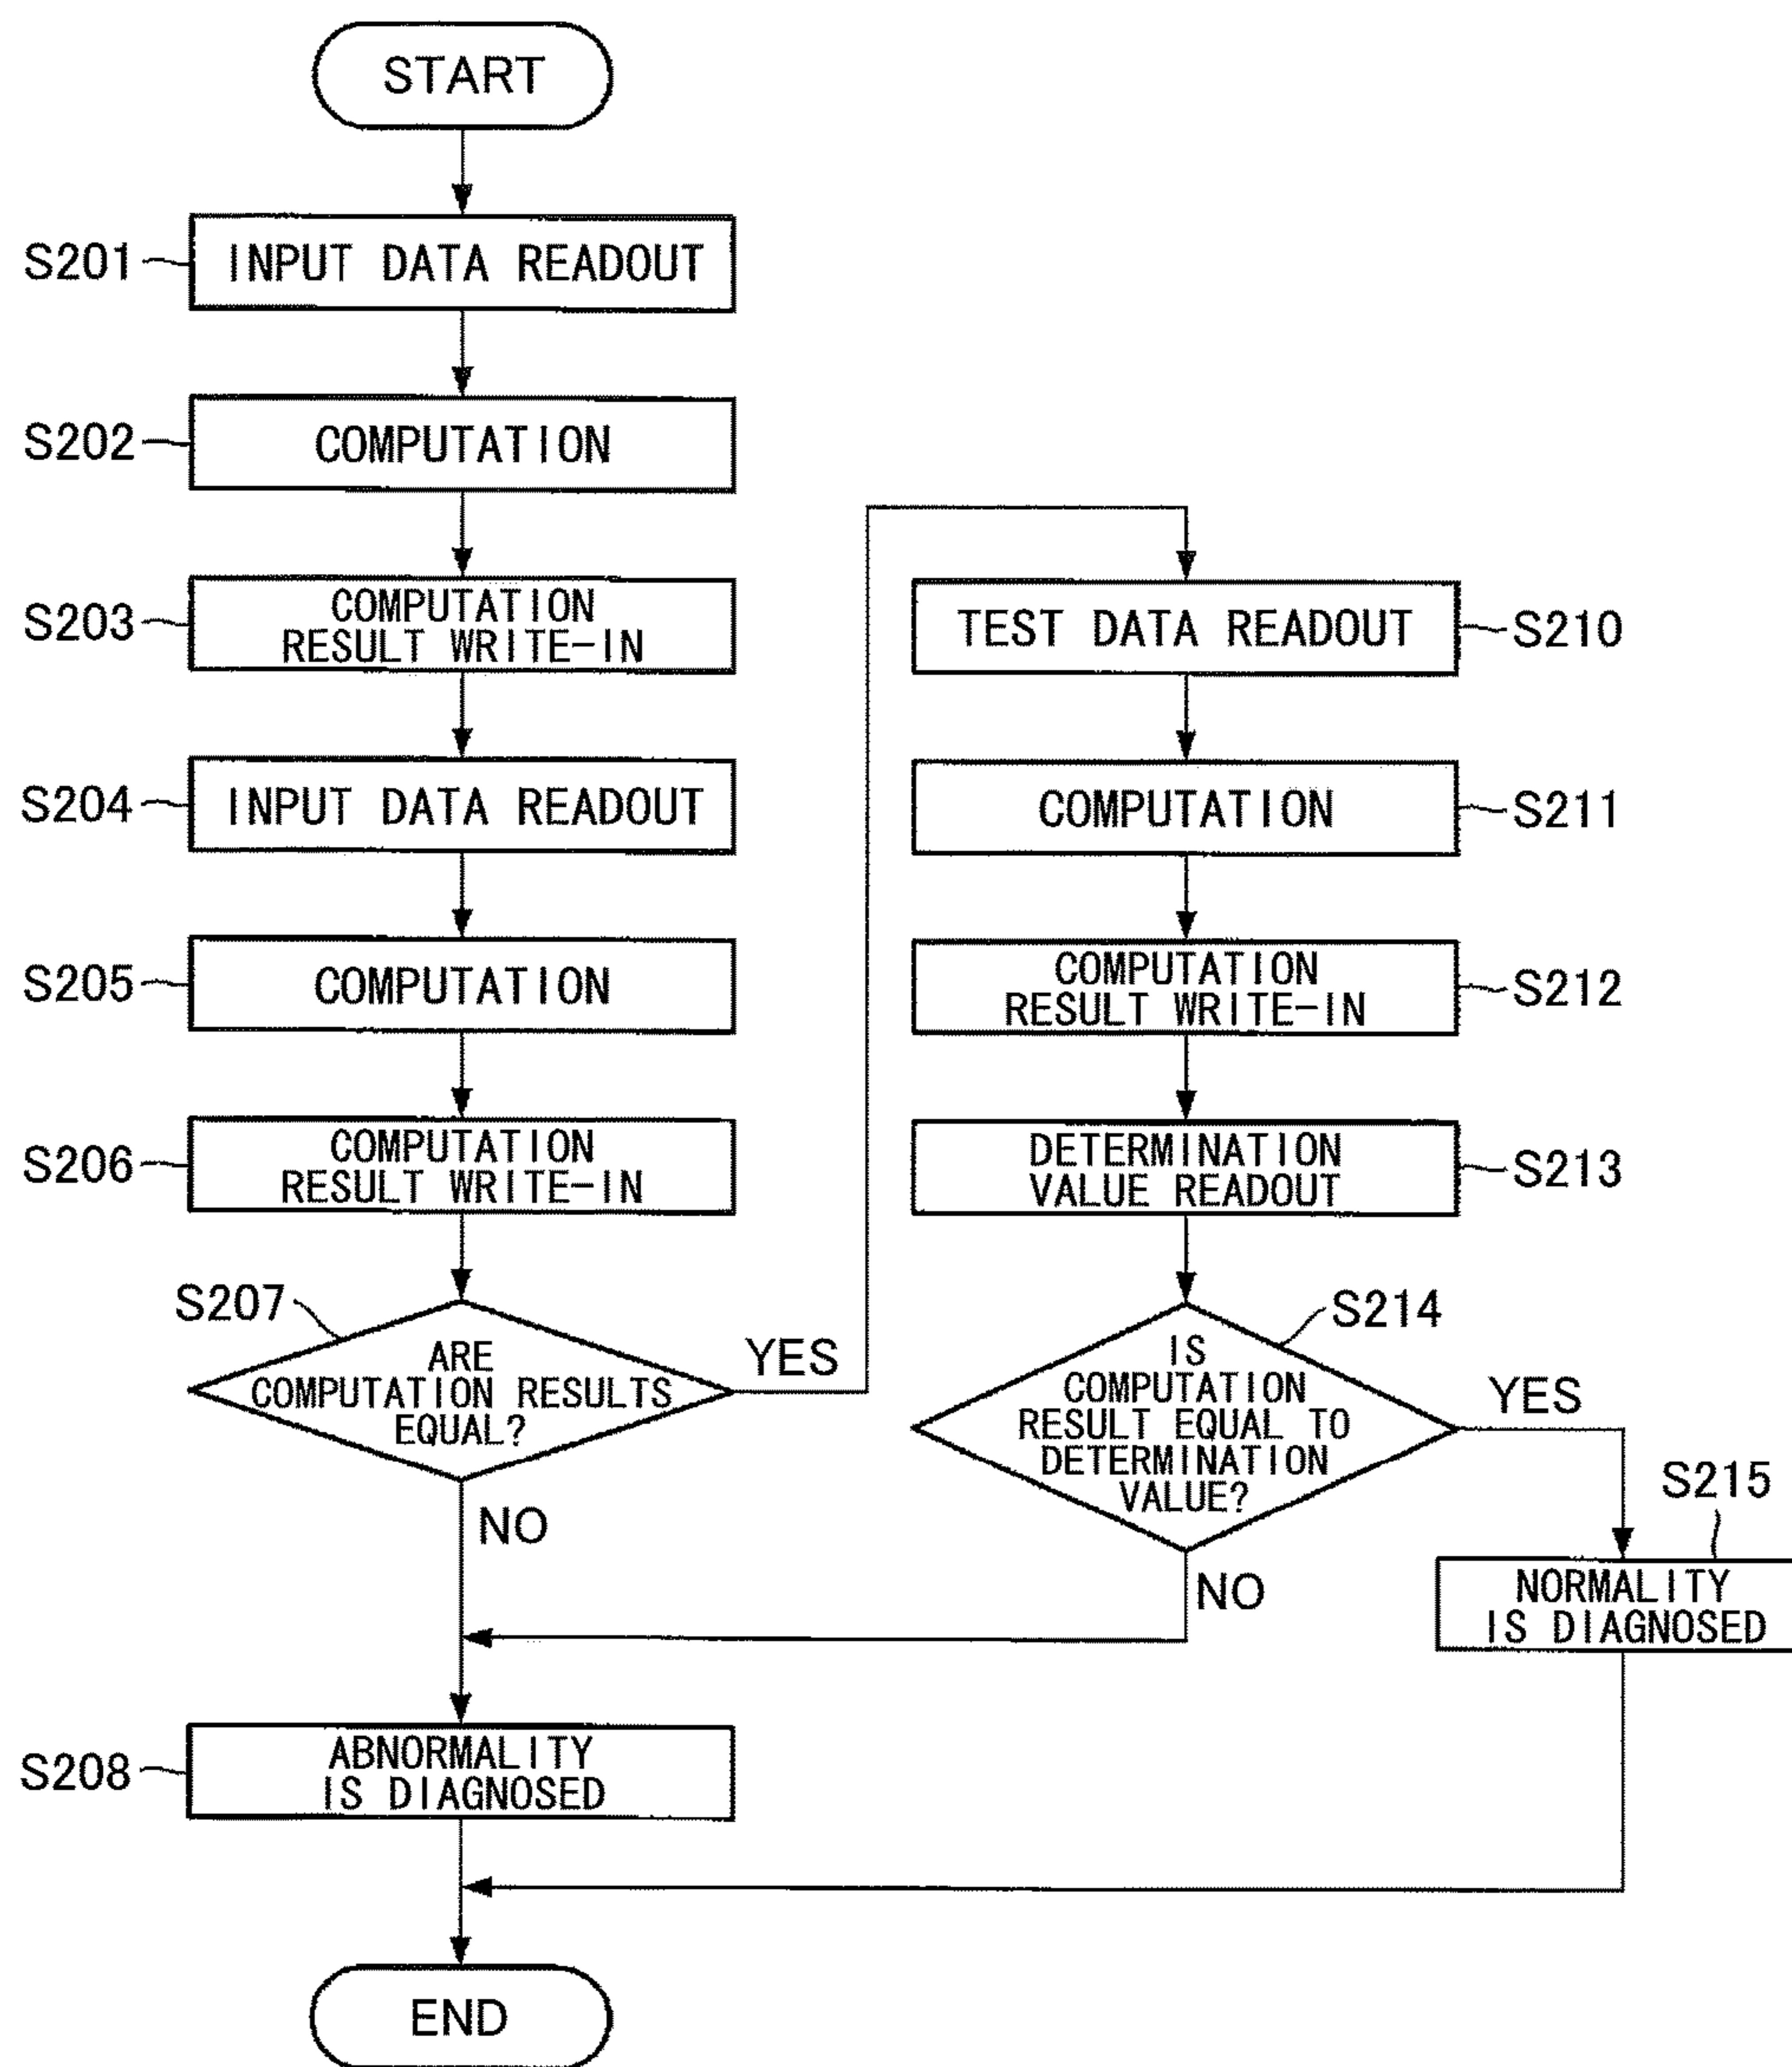 START
S201
INPUT DATA READOUT
S202
COMPUTATION
S203
COMPUTATION
RESULT WRITE-IN
S204
INPUT DATA READOUT
S205
COMPUTATION
S206
COMPUTATION
RESULT WRITE-IN
S207
ARE
COMPUTATION RESULTS
EQUAL?
YES
NO
S208
ABNORMALITY
IS DIAGNOSED
TEST DATA READOUT
S210
COMPUTATION
S211
COMPUTATION
RESULT WRITE-IN
S212
DETERMINATION
VALUE READOUT
S213
S214
IS
COMPUTATION
RESULT EQUAL TO
DETERMINATION
VALUE?
YES
NO
S215
NORMALITY
IS DIAGNOSED
END